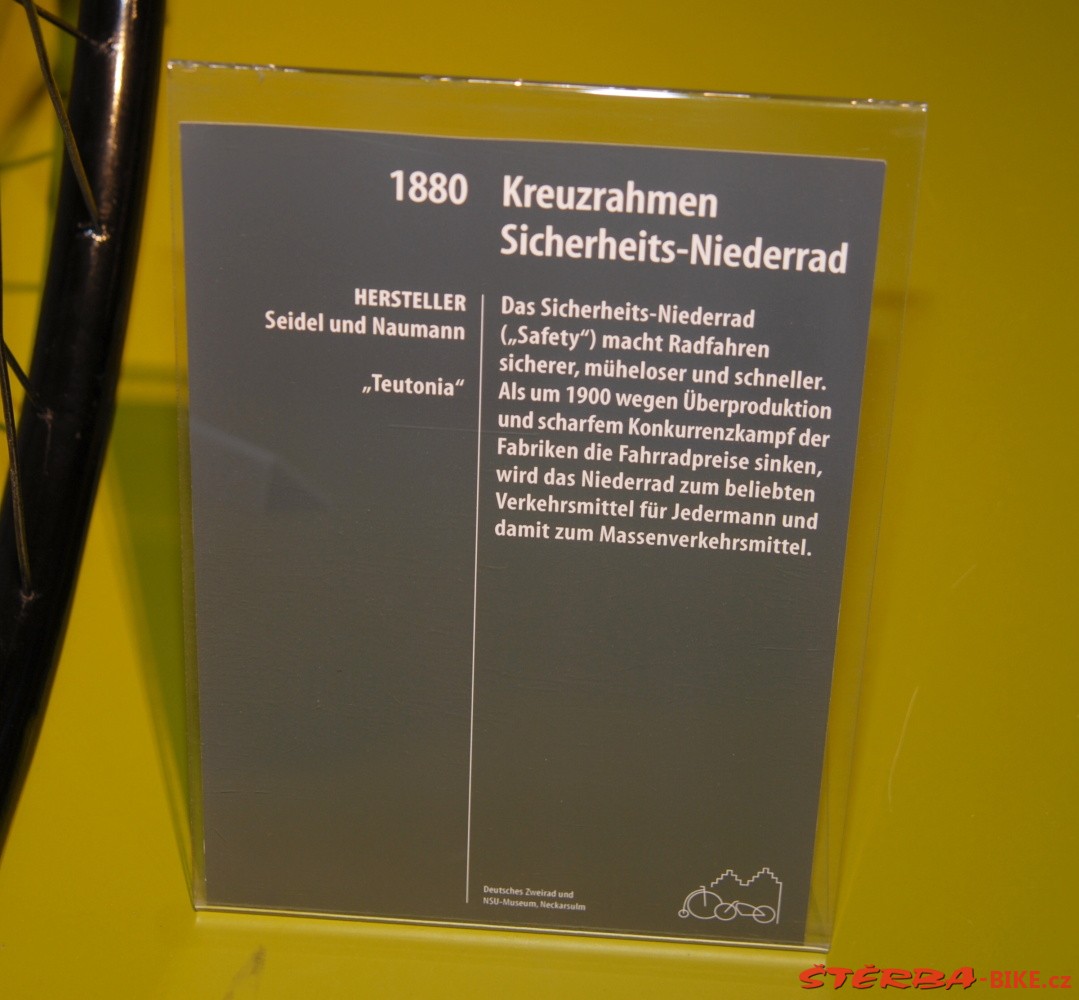 1880 Kreuzrahmen
Sicherheits-Niederrad
HERSTELLER
Seidel und Naumann
„Teutonia“
Das Sicherheits-Niederrad
(„Safety“) macht Radfahren
sicherer, müheloser und schneller.
Als um 1900 wegen Überproduktion
und scharfem Konkurrenzkampf der
Fabriken die Fahrradpreise sinken,
wird das Niederrad zum beliebten
Verkehrsmittel für Jedermann und
damit zum Massenverkehrsmittel.
Deutsches Zweirad und
NSU-Museum, Neckarsulm
ŠTĚRBA-BIKE.cz